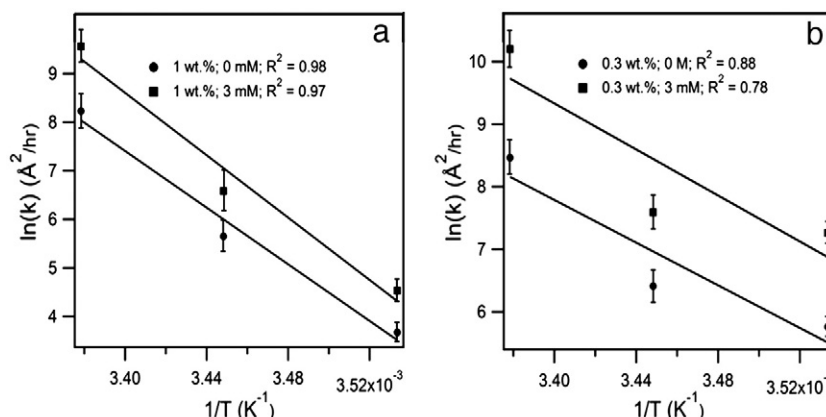 a
1 wt.%; 0 mM; R² = 0.98
1 wt.%; 3 mM; R² = 0.97
9
8
7
6
5
4
ln(k) (Å²/hr)
3.40 3.44 3.48 3.52x10⁻³
1/T (K⁻¹)
b
0.3 wt.%; 0 M; R² = 0.88
0.3 wt.%; 3 mM; R² = 0.78
10
9
8
7
6
ln(k) (Å²/hr)
3.40 3.44 3.48 3.52x10⁻³
1/T (K⁻¹)